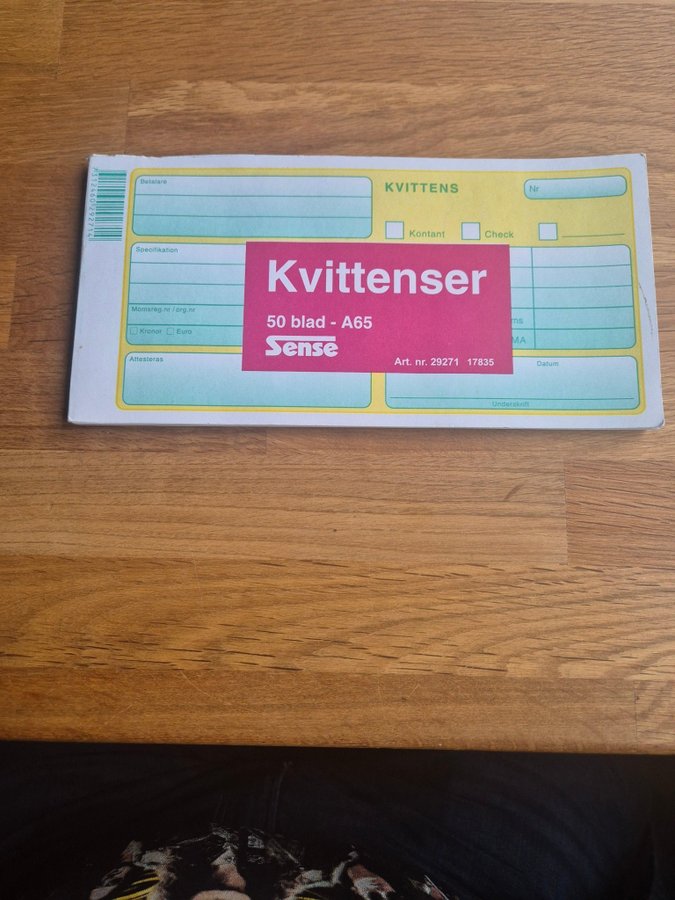 Betalare
KVITTENS
Nr
Kontant
Check
Specifikation
Kvittenser
50 blad - A65
Sense
Art. nr. 29271 17835
Momsreg.nr / org.nr
Kronor
Euro
Attesteras
Datum
Underskrift